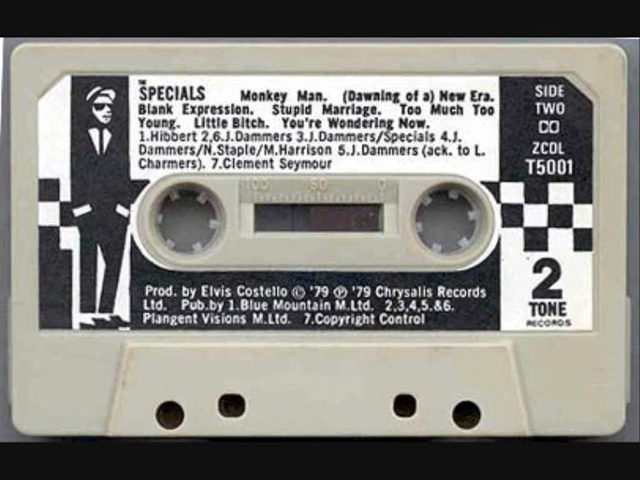 THE
SPECIALS Monkey Man. (Dawning of a) New Era.
Blank Expression. Stupid Marriage. Too Much Too
Young. Little Bitch. You're Wondering Now.
1.Hibbert 2,6.J.Dammers 3.J.Dammers/Specials 4.J.
Dammers/N.Staple/M.Harrison 5.J.Dammers (ack. to L.
Charmers). 7.Clement Seymour
SIDE
TWO
ZCDL
T5001
100 50 0
Prod. by Elvis Costello © '79 ℗ '79 Chrysalis Records
Ltd. Pub.by 1.Blue Mountain M.Ltd. 2,3,4,5.&6.
Plangent Visions M.Ltd. 7.Copyright Control
2
TONE
RECORDS